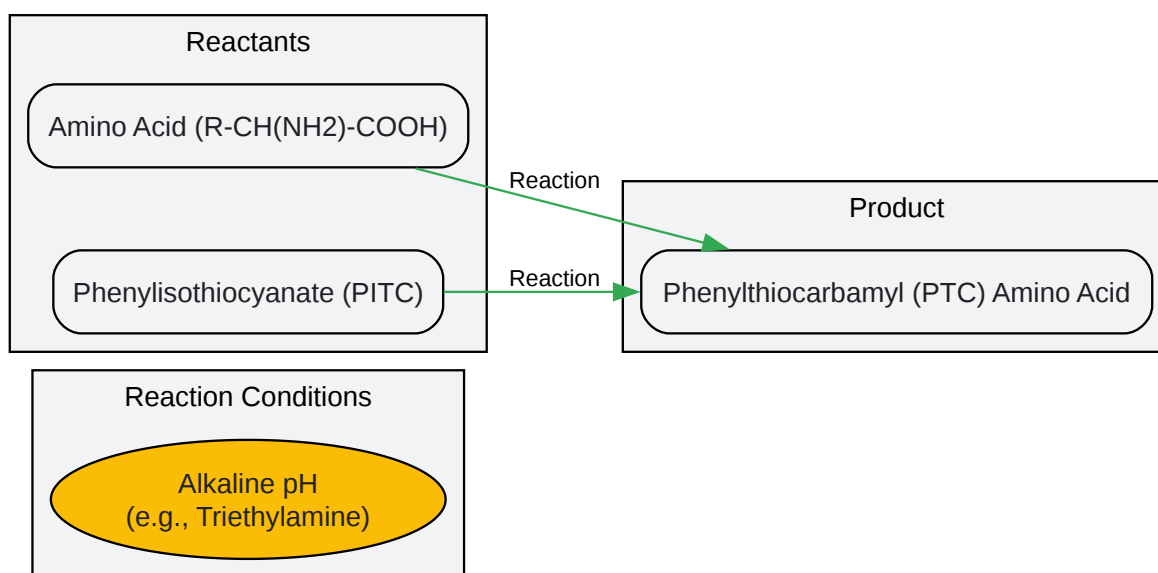 Reactants
Amino Acid (R-CH(NH2)-COOH)
Reaction
Product
Phenylisothiocyanate (PITC)
Reaction
Phenylthiocarbamyl (PTC) Amino Acid
Reaction Conditions
Alkaline pH
(e.g., Triethylamine)